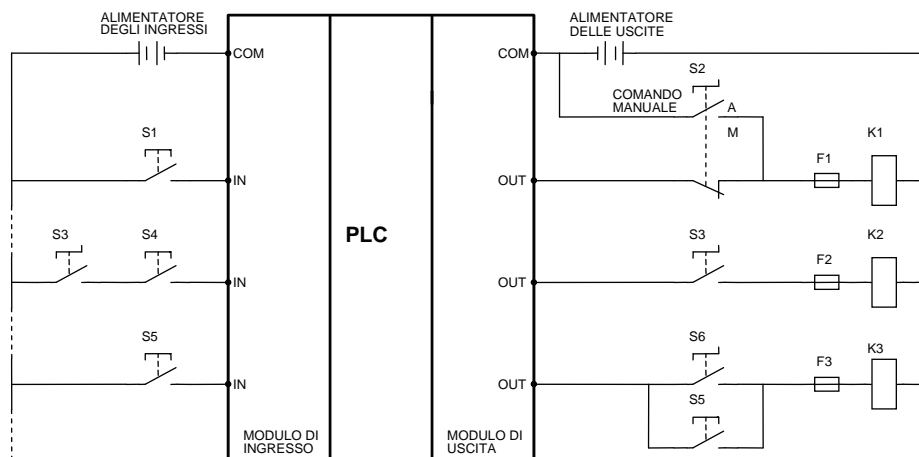 ALIMENTATORE
DEGLI INGRESSI
ALIMENTATORE
DELLE USCITE
COM
COM
S2
COMANDO
MANUALE
A
M
S1
F1
K1
IN
OUT
PLC
S3
S4
S3
F2
K2
IN
OUT
S5
S6
F3
K3
IN
OUT
S5
MODULO DI
INGRESSO
MODULO DI
USCITA